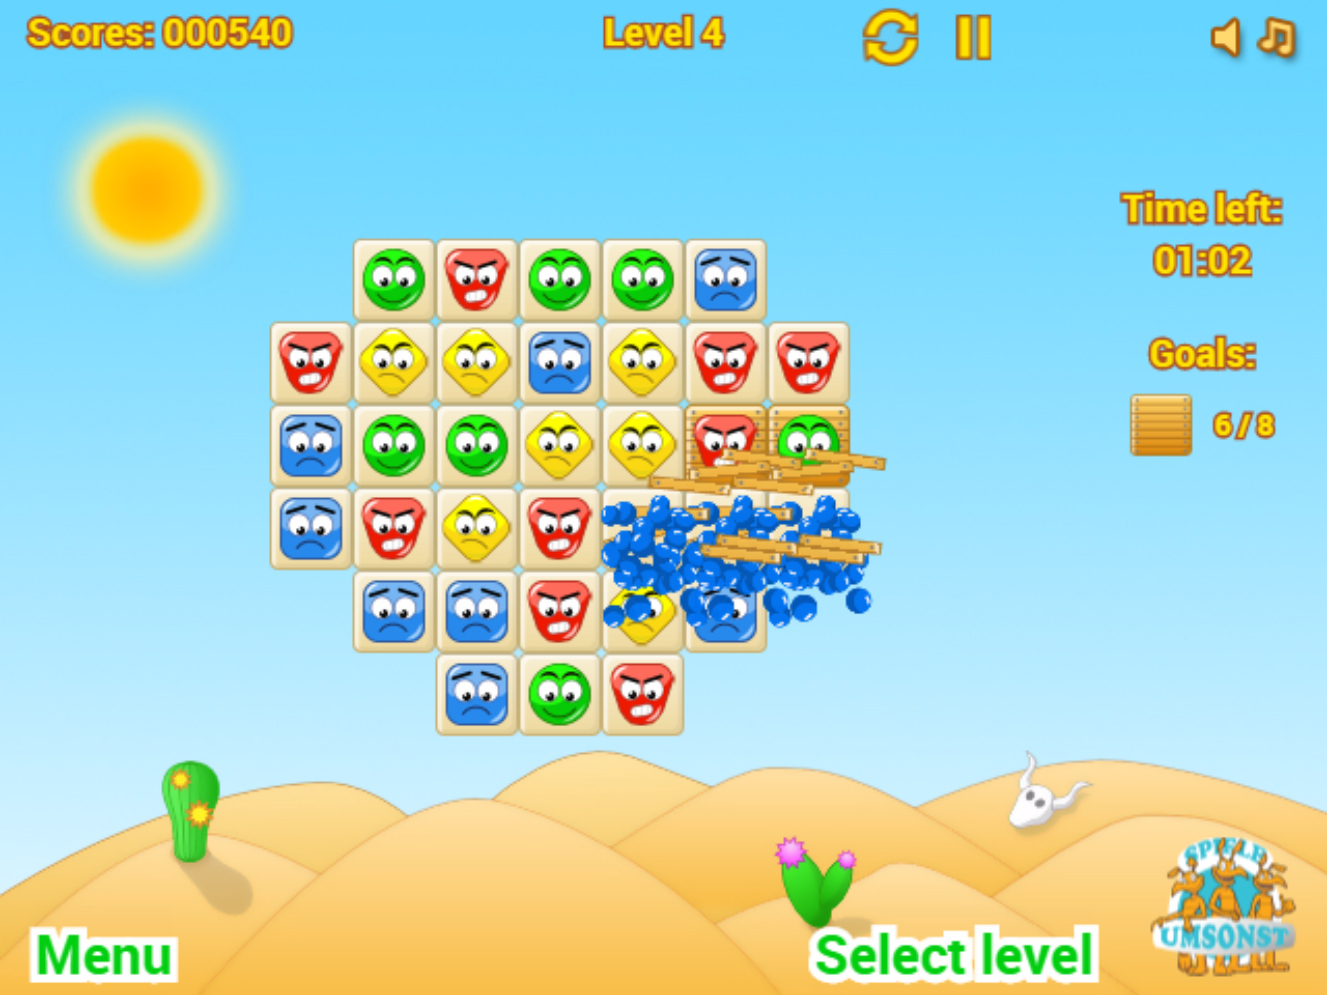 Scores: 000540
Level 4
Time left:
01:02
Goals:
6/8
SPIELE
UMSONST
Menu
Select level